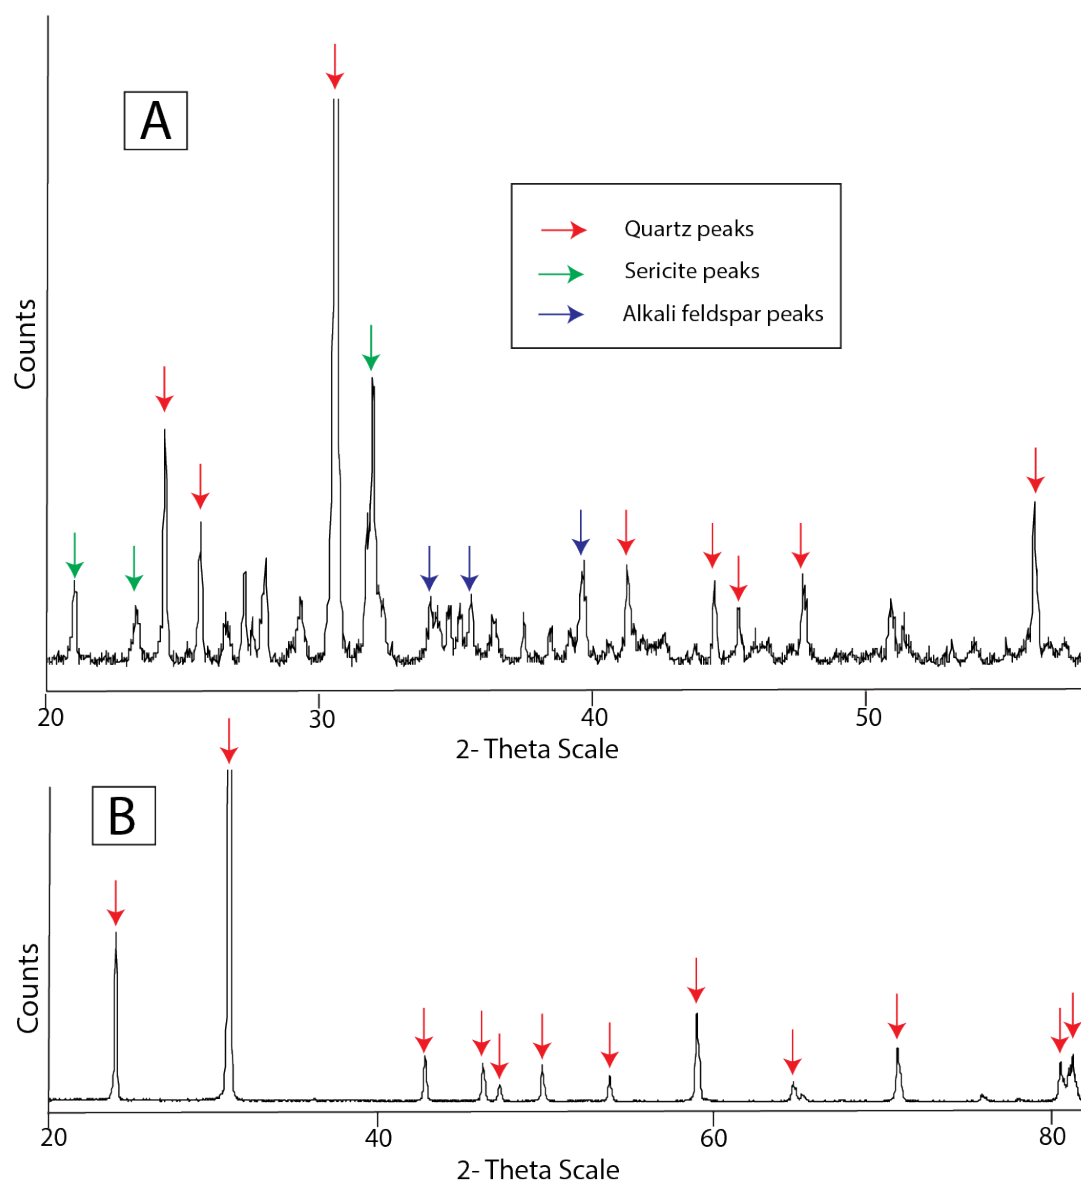 A
Quartz peaks
Sericite peaks
Alkali feldspar peaks
Counts
20
30
40
50
2- Theta Scale
B
Counts
20
40
60
80
2- Theta Scale